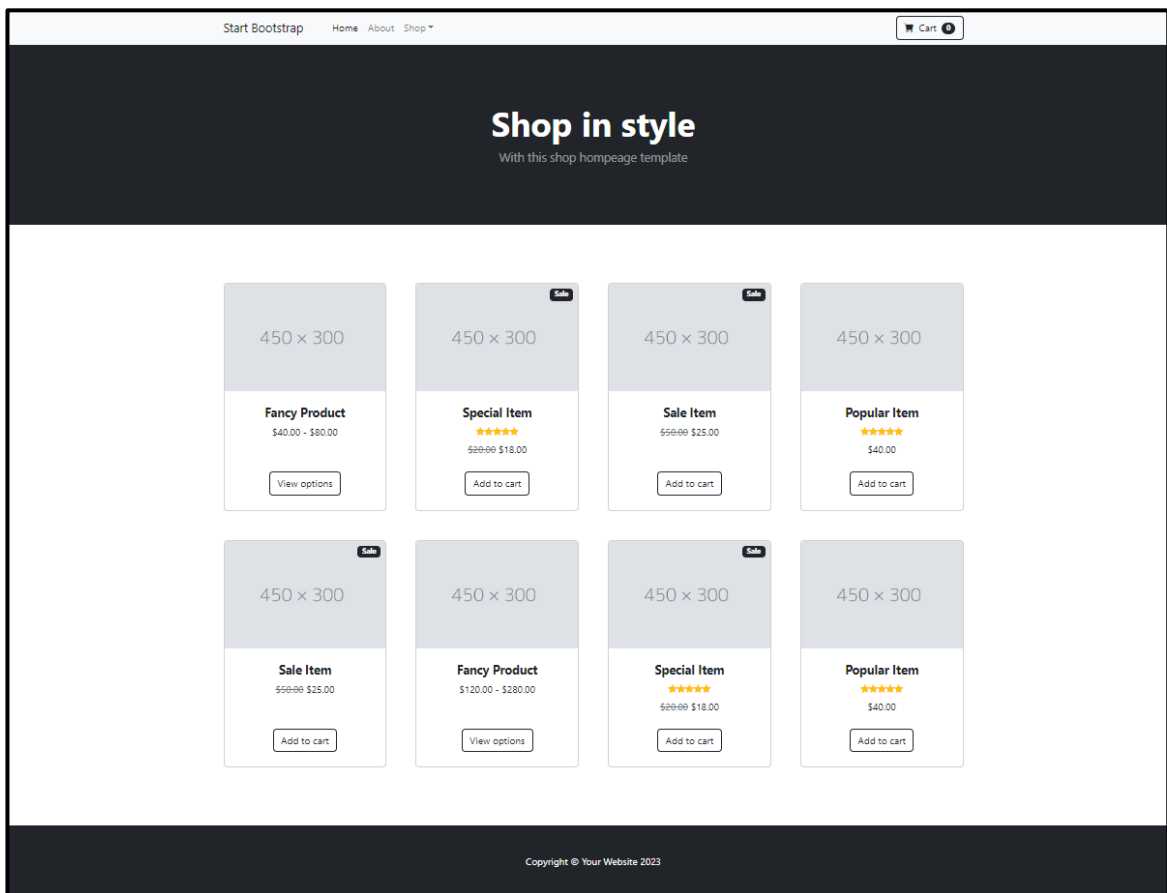 Start Bootstrap Home About Shop Cart 0
Shop in style
With this shop hompeage template
Sale Sale
450 × 300 450 × 300 450 × 300 450 × 300
Fancy Product Special Item Sale Item Popular Item
$40.00 - $80.00 $50.00 $25.00
$20.00 $18.00 $40.00
View options Add to cart Add to cart Add to cart
Sale Sale
450 × 300 450 × 300 450 × 300 450 × 300
Sale Item Fancy Product Special Item Popular Item
$50.00 $25.00 $120.00 - $280.00
$20.00 $18.00 $40.00
Add to cart View options Add to cart Add to cart
Copyright © Your Website 2023